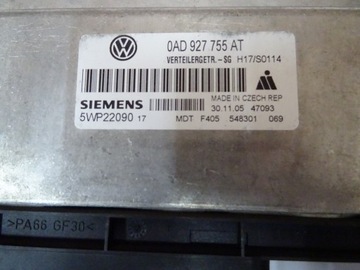 0AD 927 755 AT
VERTEILERGETR.-SG H17/S0114
SIEMENS
MADE IN CZECH REP
5WP22090 17
30.11.05 47093
MDT F405 548301 069
>PA66 GF30<